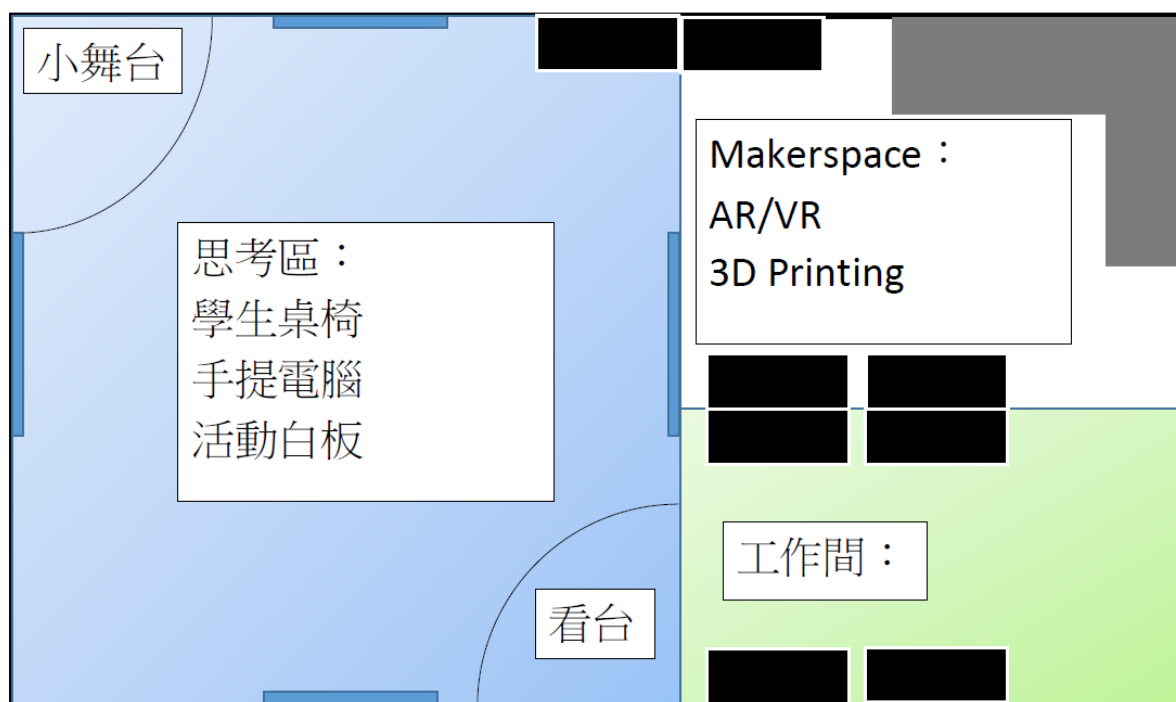 小舞台
思考區：
學生桌椅
手提電腦
活動白板
Makerspace：
AR/VR
3D Printing
工作間：
看台